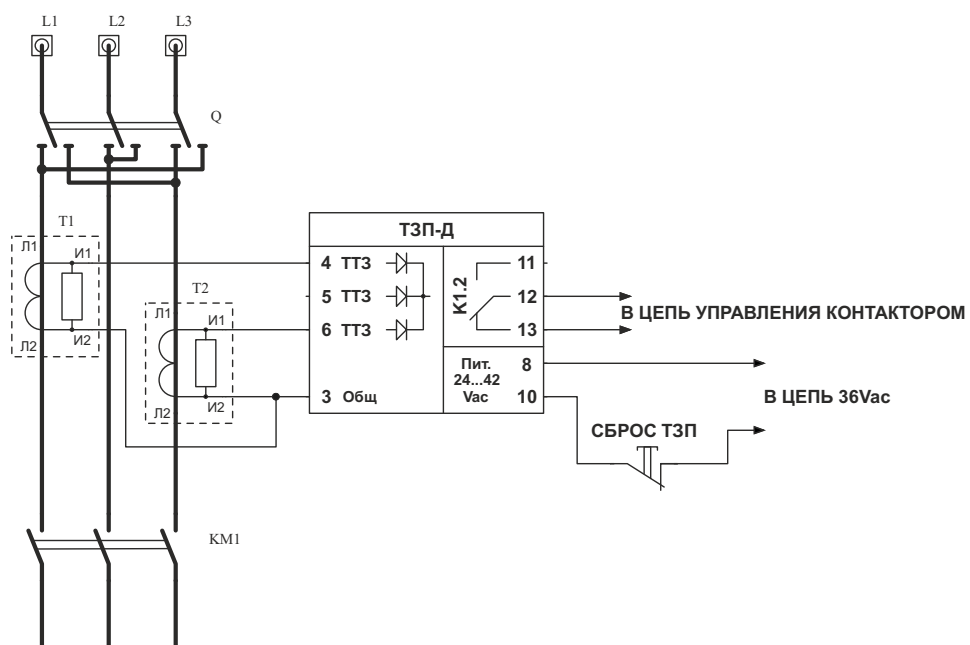 L1 L2 L3
Q
T1
Л1 И1
Л2 И2
T2
Л1 И1
Л2 И2
ТЗП-Д
4 ТТЗ
5 ТТЗ
6 ТТЗ
3 Общ
K1.2
11
12
13
Пит.
24...42
Vac
8
10
В ЦЕПЬ УПРАВЛЕНИЯ КОНТАКТОРОМ
В ЦЕПЬ 36Vac
СБРОС ТЗП
KM1